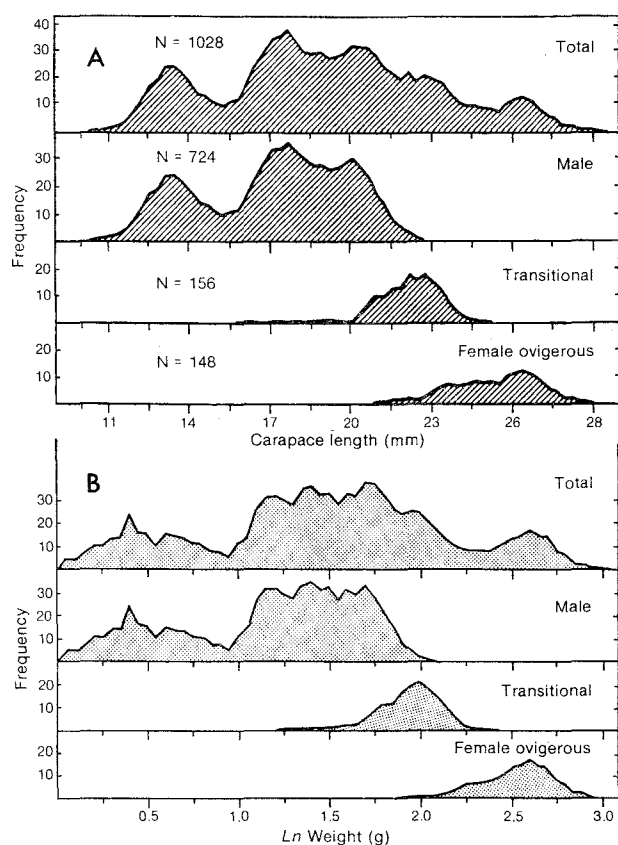 40
A
N = 1028
Total
30
20
10
N = 724
Male
30
20
10
Frequency
N = 156
Transitional
20
10
N = 148
Female ovigerous
20
10
11 14 17 20 23 26 28
Carapace length (mm)
B
Total
30
20
10
Male
30
20
10
Frequency
Transitional
20
10
Female ovigerous
20
10
0.5 1.0 1.5 2.0 2.5 3.0
Ln Weight (g)